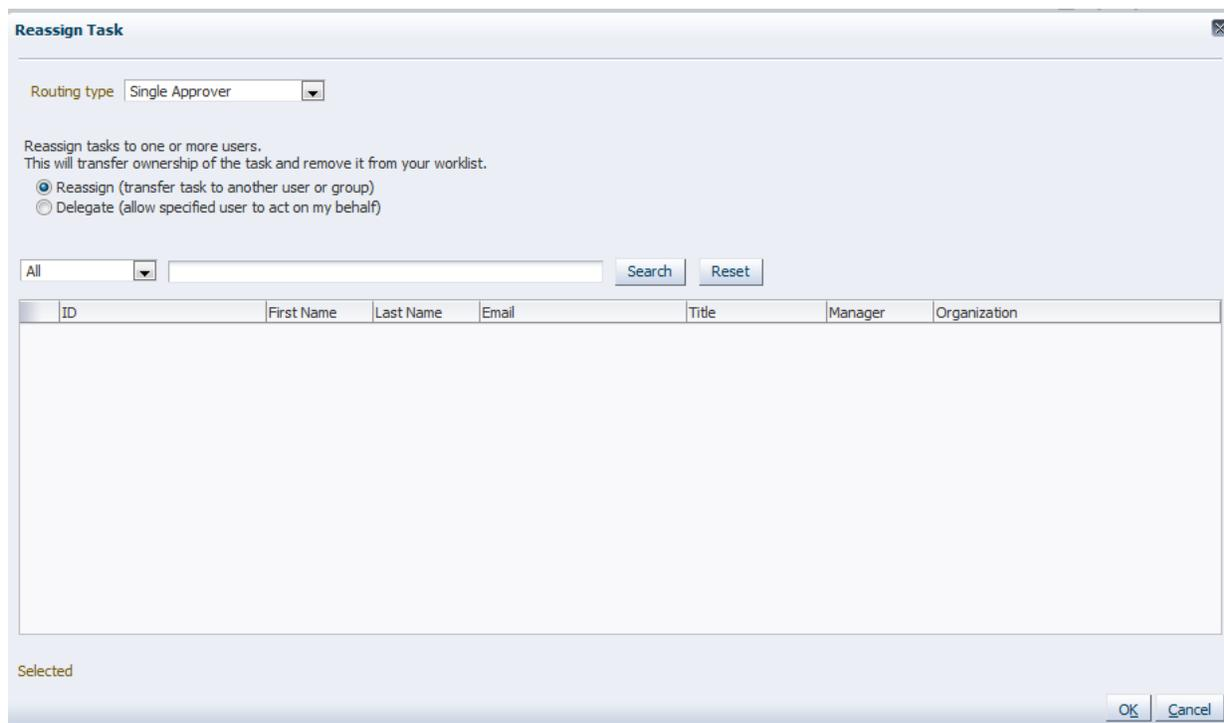 Reassign Task
Routing type Single Approver
Reassign tasks to one or more users.
This will transfer ownership of the task and remove it from your worklist.
Reassign (transfer task to another user or group)
Delegate (allow specified user to act on my behalf)
All Search Reset
ID First Name Last Name Email Title Manager Organization
Selected
OK Cancel